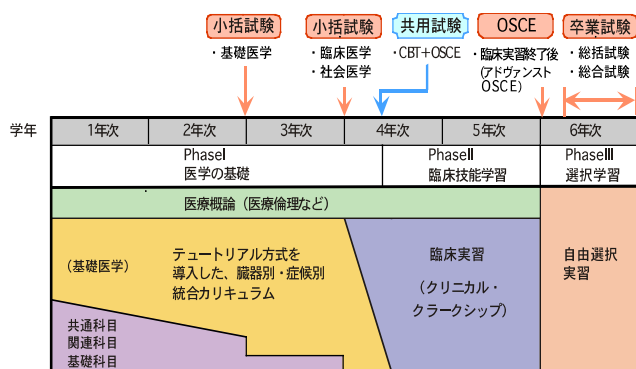 小括試験
・基礎医学
小括試験
・臨床医学
・社会医学
共用試験
・CBT+OSCE
OSCE
・臨床実習終了後
(アドヴァンスト
OSCE)
卒業試験
・総括試験
・総合試験
学年
1年次
2年次
3年次
4年次
5年次
6年次
PhaseⅠ
医学の基礎
PhaseⅡ
臨床技能学習
PhaseⅢ
選択学習
医療概論(医療倫理など)
(基礎医学)
テュートリアル方式を
導入した、臓器別・症候別
統合カリキュラム
臨床実習
(クリニカル・
クラークシップ)
自由選択
実習
共通科目
関連科目
基礎科目